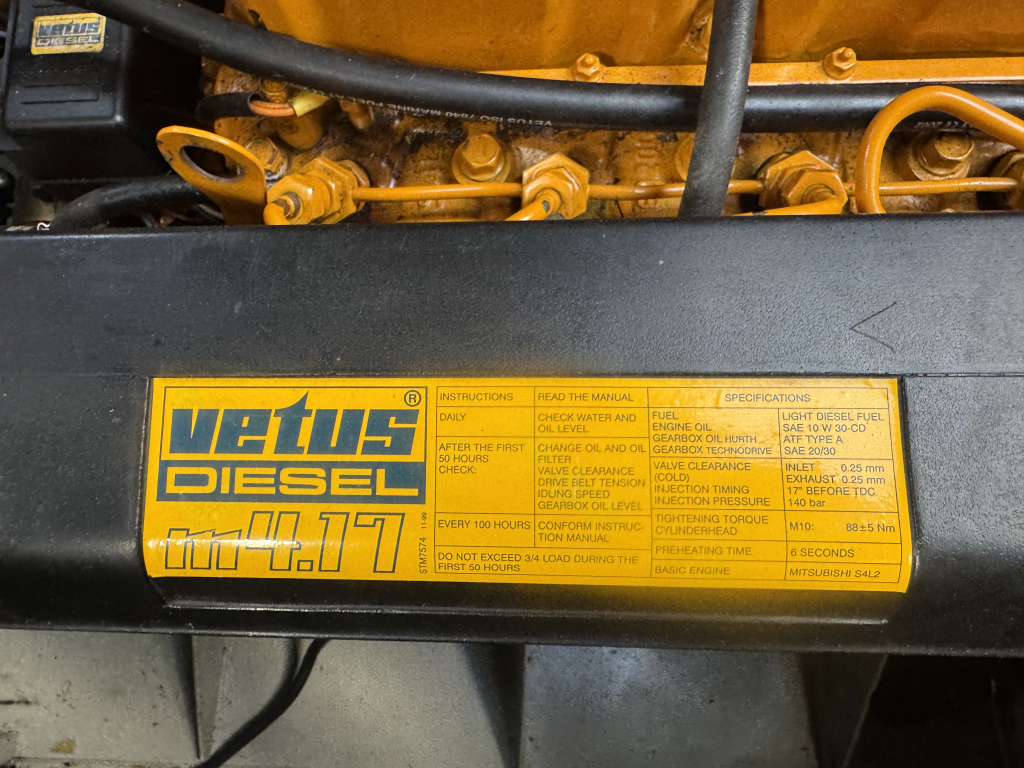 vetus
DIESEL
VETUS ISO 7840 MARINE FU
vetus®
DIESEL
m4.17
STM7574 11-99
INSTRUCTIONS READ THE MANUAL
DAILY CHECK WATER AND
OIL LEVEL
AFTER THE FIRST CHANGE OIL AND OIL
50 HOURS FILTER
CHECK: VALVE CLEARANCE
DRIVE BELT TENSION
IDLING SPEED
GEARBOX OIL LEVEL
EVERY 100 HOURS CONFORM INSTRUC-
TION MANUAL
DO NOT EXCEED 3/4 LOAD DURING THE
FIRST 50 HOURS
SPECIFICATIONS
FUEL LIGHT DIESEL FUEL
ENGINE OIL SAE 10 W 30-CD
GEARBOX OIL HURTH ATF TYPE A
GEARBOX TECHNODRIVE SAE 20/30
VALVE CLEARANCE INLET 0.25 mm
(COLD) EXHAUST 0.25 mm
INJECTION TIMING 17° BEFORE TDC
INJECTION PRESSURE 140 bar
TIGHTENING TORQUE M10: 88±5 Nm
CYLINDERHEAD
PREHEATING TIME 6 SECONDS
BASIC ENGINE MITSUBISHI S4L2